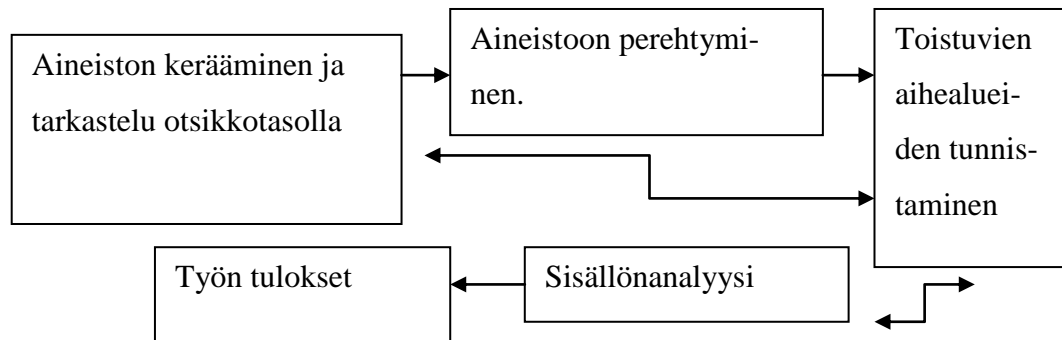 Aineiston kerääminen ja
tarkastelu otsikkotasolla
Aineistoon perehtymi-
nen.
Toistuvien
aihealuei-
den tunnis-
taminen
Työn tulokset
Sisällönanalyysi